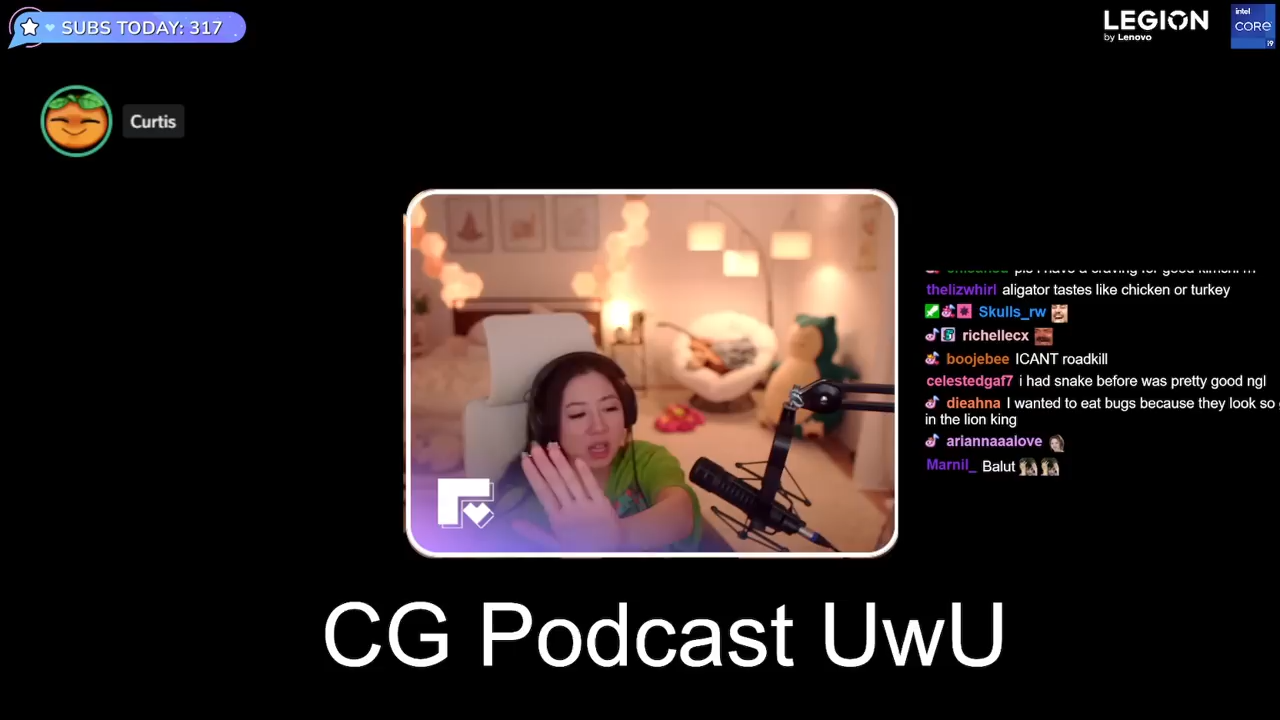 SUBS TODAY: 317
LEGION
by Lenovo
intel
CORE
i9
Curtis
thelizwhirl aligator tastes like chicken or turkey
Skulls_rw
richellecx
boojebee ICANT roadkill
celestedgaf7 i had snake before was pretty good ngl
dieahna I wanted to eat bugs because they look so
in the lion king
ariannaaalove
Marnil_ Balut
CG Podcast UwU